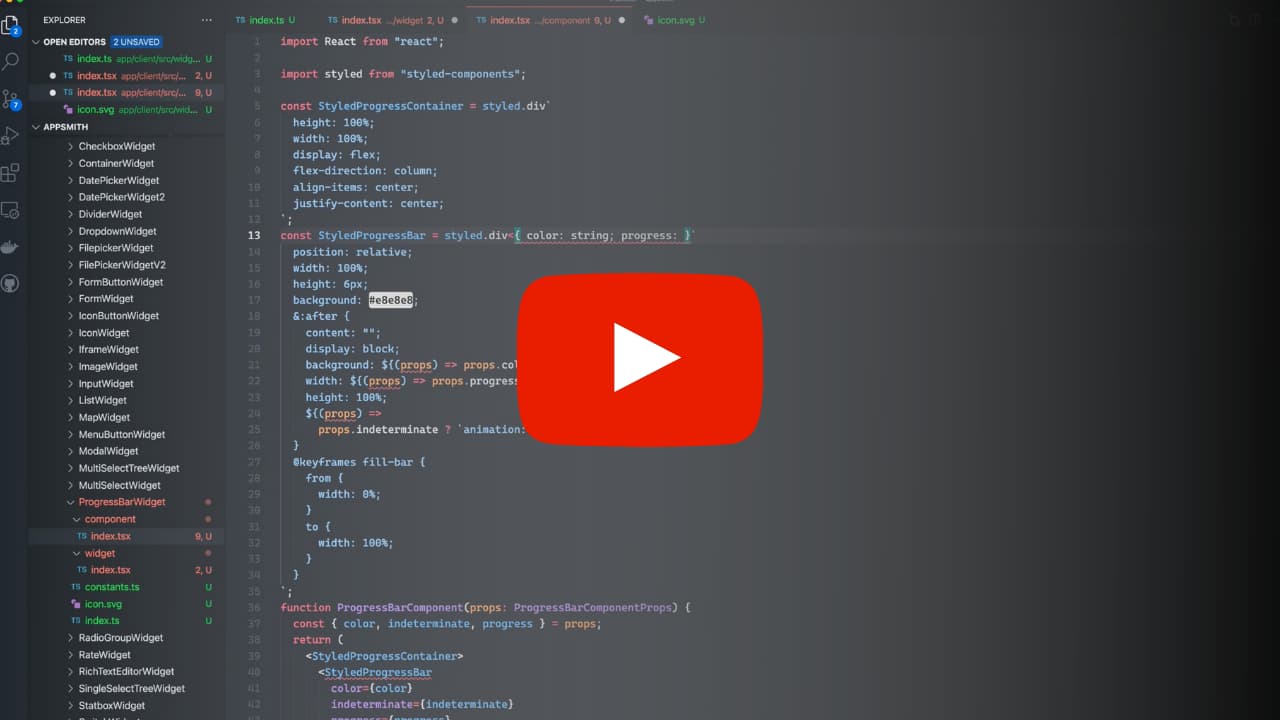 EXPLORER
OPEN EDITORS 2 UNSAVED
TS index.ts app/client/src/widg... U
TS index.tsx app/client/src/... 2, U
TS index.tsx app/client/src/... 9, U
icon.svg app/client/src/wid... U
APPSMITH
CheckboxWidget
ContainerWidget
DatePickerWidget
DatePickerWidget2
DividerWidget
DropdownWidget
FilepickerWidget
FilePickerWidgetV2
FormButtonWidget
FormWidget
IconButtonWidget
IconWidget
IframeWidget
ImageWidget
InputWidget
ListWidget
MapWidget
MenuButtonWidget
ModalWidget
MultiSelectTreeWidget
MultiSelectWidget
ProgressBarWidget
component
TS index.tsx 9, U
widget
TS index.tsx 2, U
TS constants.ts U
icon.svg U
TS index.ts U
RadioGroupWidget
RateWidget
RichTextEditorWidget
SingleSelectTreeWidget
StatboxWidget
2
7
TS index.ts U
TS index.tsx .../widget 2, U
TS index.tsx .../component 9, U
icon.svg U
1 import React from "react";
2
3 import styled from "styled-components";
4
5 const StyledProgressContainer = styled.div`
6 height: 100%;
7 width: 100%;
8 display: flex;
9 flex-direction: column;
10 align-items: center;
11 justify-content: center;
12 `;
13 const StyledProgressBar = styled.div<{ color: string; progress: }`
14 position: relative;
15 width: 100%;
16 height: 6px;
17 background: #e8e8e8;
18 &:after {
19 content: "";
20 display: block;
21 background: ${(props) => props.col
22 width: ${(props) => props.progress
23 height: 100%;
24 ${(props) =>
25 props.indeterminate ? `animation:
26 }
27 @keyframes fill-bar {
28 from {
29 width: 0%;
30 }
31 to {
32 width: 100%;
33 }
34 }
35 `;
36 function ProgressBarComponent(props: ProgressBarComponentProps) {
37 const { color, indeterminate, progress } = props;
38 return (
39 <StyledProgressContainer>
40 <StyledProgressBar
41 color={color}
42 indeterminate={indeterminate}